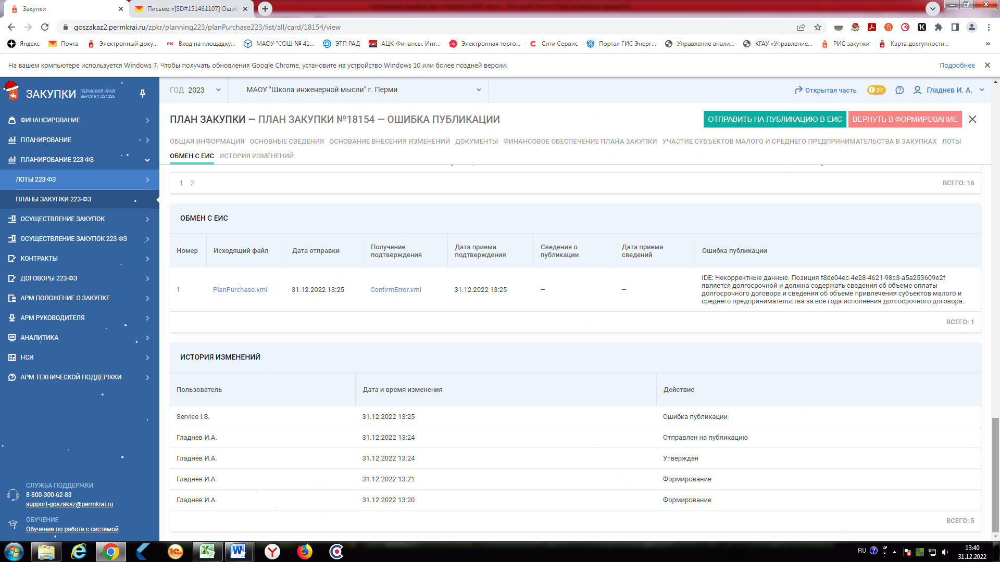 Закупки
Письмо «[SD#151461107] Ошиб
goszakaz2.permkrai.ru/zpkr/planning223/planPurchase223/list/all/card/18154/view
Яндекс Почта Электронный доку... Вход на площадку... МАОУ "СОШ № 41... ЭТП РАД АЦК-Финансы. Инт... Электронная торго... Сити Сервис Портал ГИС Энерг... Управление анали... КГАУ «Управление... РИС закупки Карта доступности... »
На вашем компьютере используется Windows 7. Чтобы получать обновления Google Chrome, установите на устройство Windows 10 или более поздней версии. Подробнее
ЗАКУПКИ
ПЕРМСКИЙ КРАЙ
ВЕРСИЯ 1.221226
ГОД 2023 МАОУ "Школа инженерной мысли" г. Перми Открытая часть 27 Гладнев И. А.
ФИНАНСИРОВАНИЕ
ПЛАНИРОВАНИЕ
ПЛАНИРОВАНИЕ 223-ФЗ
ЛОТЫ 223-ФЗ
ПЛАНЫ ЗАКУПКИ 223-ФЗ
ОСУЩЕСТВЛЕНИЕ ЗАКУПОК
ОСУЩЕСТВЛЕНИЕ ЗАКУПОК 223-ФЗ
КОНТРАКТЫ
ДОГОВОРЫ 223-ФЗ
АРМ ПОЛОЖЕНИЕ О ЗАКУПКЕ
АРМ РУКОВОДИТЕЛЯ
АНАЛИТИКА
НСИ
АРМ ТЕХНИЧЕСКОЙ ПОДДЕРЖКИ
СЛУЖБА ПОДДЕРЖКИ
8-800-300-62-83
support-goszakaz@permkrai.ru
ОБУЧЕНИЕ
Обучение по работе с системой
ПЛАН ЗАКУПКИ — ПЛАН ЗАКУПКИ №18154 — ОШИБКА ПУБЛИКАЦИИ
ОТПРАВИТЬ НА ПУБЛИКАЦИЮ В ЕИС ВЕРНУТЬ В ФОРМИРОВАНИЕ
ОБЩАЯ ИНФОРМАЦИЯ ОСНОВНЫЕ СВЕДЕНИЯ ОСНОВАНИЕ ВНЕСЕНИЯ ИЗМЕНЕНИЙ ДОКУМЕНТЫ ФИНАНСОВОЕ ОБЕСПЕЧЕНИЕ ПЛАНА ЗАКУПКИ УЧАСТИЕ СУБЪЕКТОВ МАЛОГО И СРЕДНЕГО ПРЕДПРИНИМАТЕЛЬСТВА В ЗАКУПКАХ ЛОТЫ
ОБМЕН С ЕИС ИСТОРИЯ ИЗМЕНЕНИЙ
1 2 ВСЕГО: 16
ОБМЕН С ЕИС
Номер Исходящий файл Дата отправки Получение подтверждения Дата приема подтверждения Сведения о публикации Дата приема сведений Ошибка публикации
1 PlanPurchase.xml 31.12.2022 13:25 ConfirmError.xml 31.12.2022 13:25 — —
IDE: Некорректные данные. Позиция f8de04ec-4e28-4621-98c3-a5a253609e2f
является долгосрочной и должна содержать сведения об объеме оплаты
долгосрочного договора и сведения об объеме привлечения субъектов малого и
среднего предпринимательства за все года исполнения долгосрочного договора.
ВСЕГО: 1
ИСТОРИЯ ИЗМЕНЕНИЙ
Пользователь Дата и время изменения Действие
Service I.S. 31.12.2022 13:25 Ошибка публикации
Гладнев И.А. 31.12.2022 13:24 Отправлен на публикацию
Гладнев И.А. 31.12.2022 13:24 Утвержден
Гладнев И.А. 31.12.2022 13:21 Формирование
Гладнев И.А. 31.12.2022 13:20 Формирование
ВСЕГО: 5
RU
13:40
31.12.2022